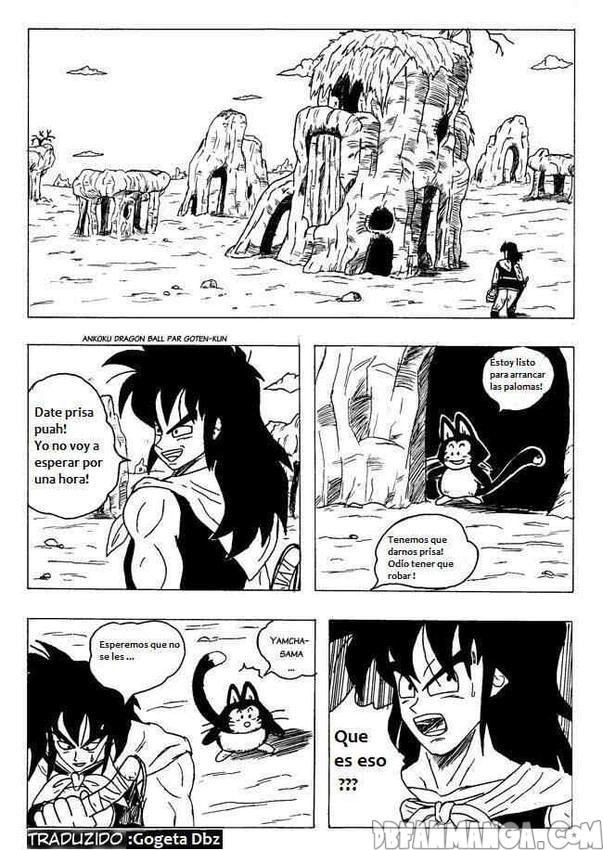 ANKOKU DRAGON BALL PAR GOTEN-KUN
Date prisa
puah!
Yo no voy a
esperar por
una hora!
Estoy listo
para arrancar
las palomas!
Tenemos que
darnos prisa!
Odio tener que
robar!
Esperemos que no
se les ...
YAMCHA-
SAMA
...
Que
es eso
???
TRADUZIDO :Gogeta Dbz
DBFANMANGA.COM